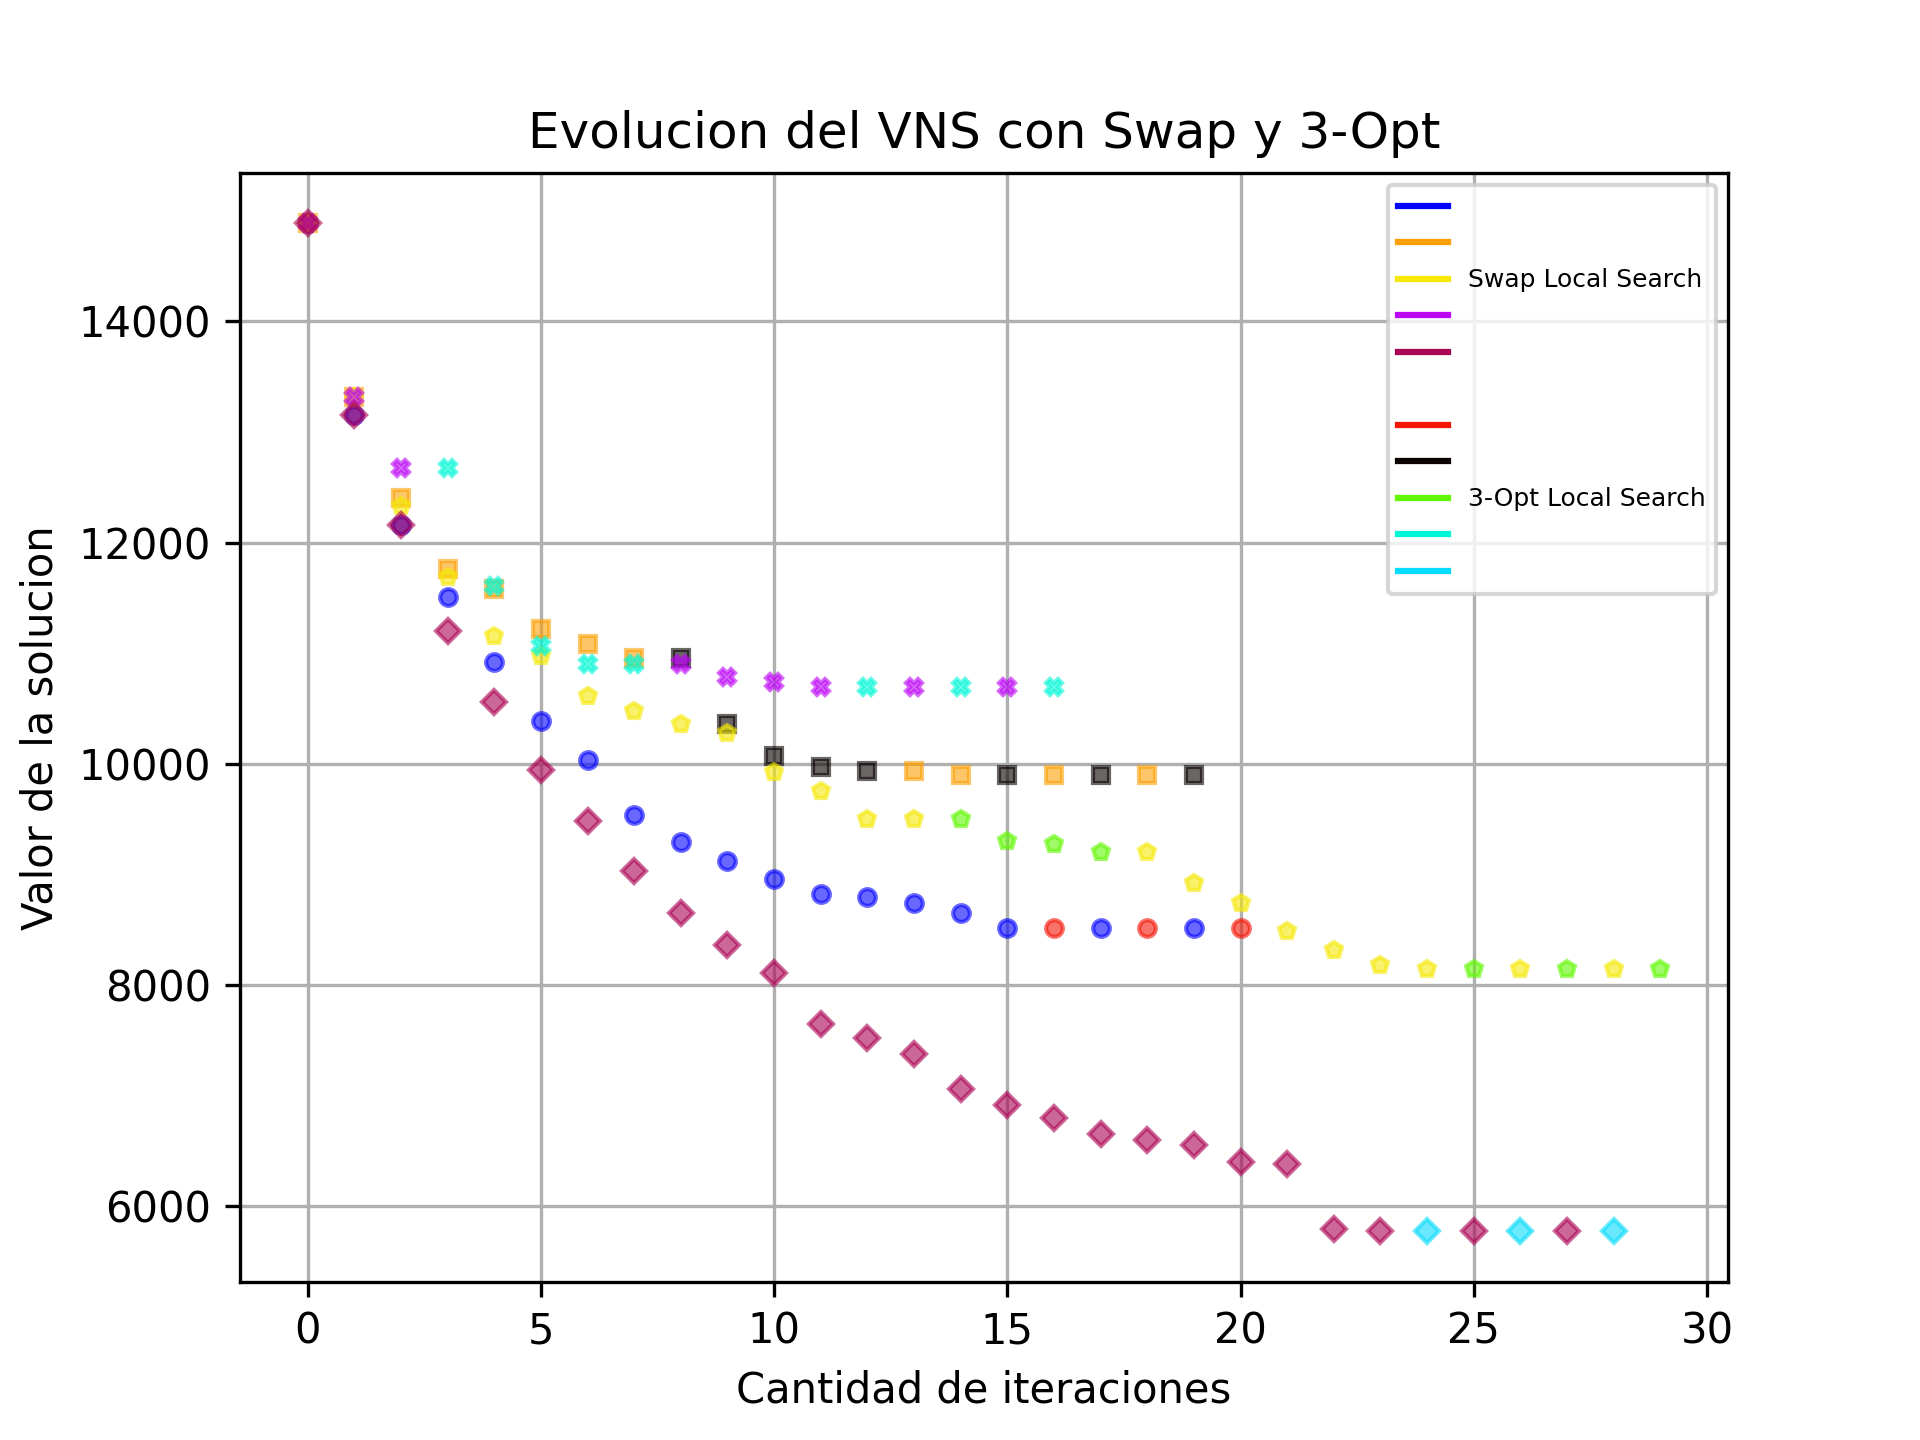 Evolucion del VNS con Swap y 3-Opt
Swap Local Search
3-Opt Local Search
Valor de la solucion
14000
12000
10000
8000
6000
0 5 10 15 20 25 30
Cantidad de iteraciones